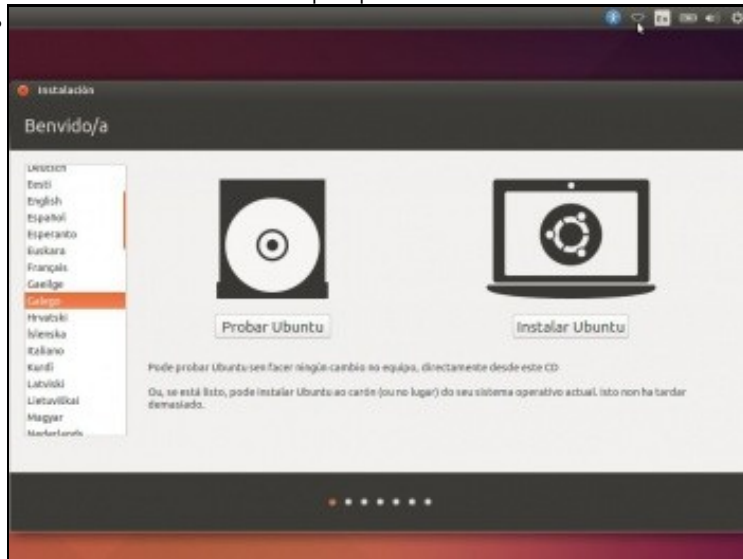 En
Instalación
Benvido/a
Deutsch
Eesti
English
Español
Esperanto
Euskara
Français
Gaeilge
Galego
Hrvatski
Íslenska
Italiano
Kurdî
Latviski
Lietuviškai
Magyar
Nederlands
Probar Ubuntu
Instalar Ubuntu
Pode probar Ubuntu sen facer ningún cambio no equipo, directamente desde este CD.
Ou, se está listo, pode instalar Ubuntu ao carón (ou no lugar) do seu sistema operativo actual. Isto non ha tardar
demasiado.